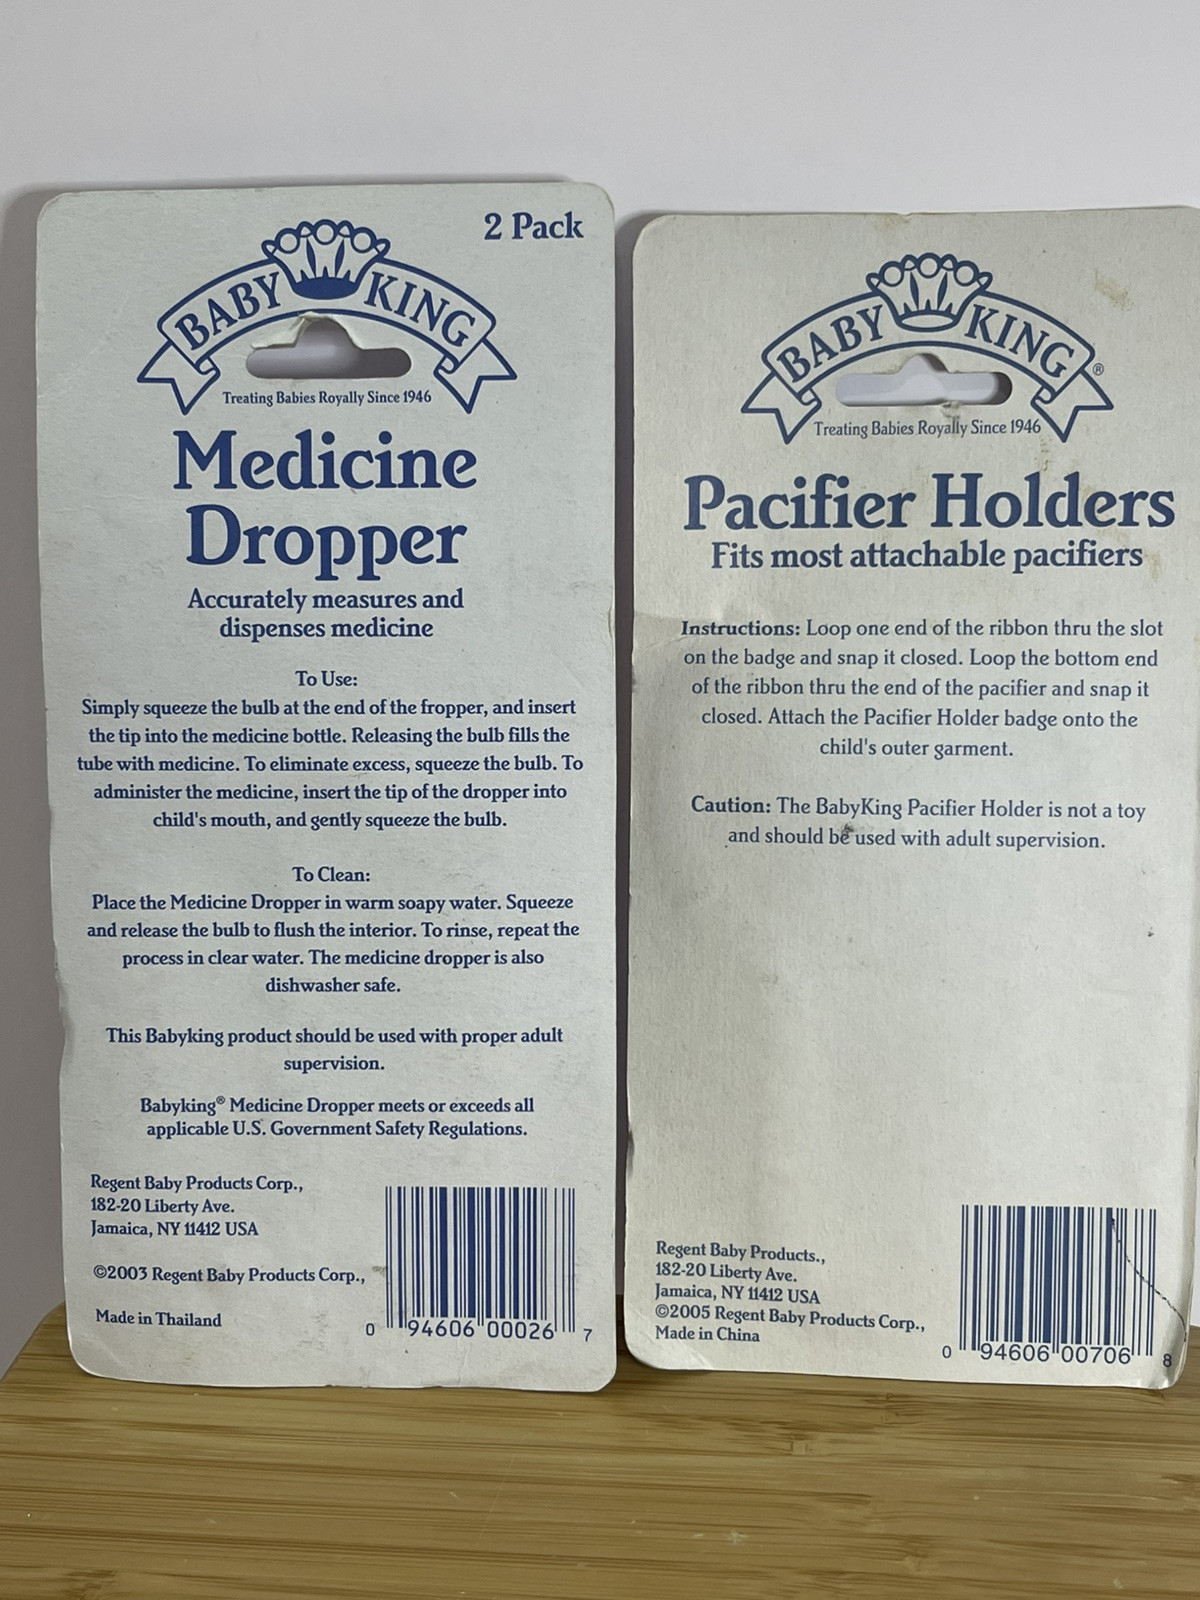 2 Pack
BABY KING
Treating Babies Royally Since 1946
Medicine
Dropper
Accurately measures and
dispenses medicine
To Use:
Simply squeeze the bulb at the end of the fropper, and insert
the tip into the medicine bottle. Releasing the bulb fills the
tube with medicine. To eliminate excess, squeeze the bulb. To
administer the medicine, insert the tip of the dropper into
child's mouth, and gently squeeze the bulb.
To Clean:
Place the Medicine Dropper in warm soapy water. Squeeze
and release the bulb to flush the interior. To rinse, repeat the
process in clear water. The medicine dropper is also
dishwasher safe.
This Babyking product should be used with proper adult
supervision.
Babyking® Medicine Dropper meets or exceeds all
applicable U.S. Government Safety Regulations.
Regent Baby Products Corp.,
182-20 Liberty Ave.
Jamaica, NY 11412 USA
©2003 Regent Baby Products Corp.,
Made in Thailand
0 94606 00026 7
BABY KING®
Treating Babies Royally Since 1946
Pacifier Holders
Fits most attachable pacifiers
Instructions: Loop one end of the ribbon thru the slot
on the badge and snap it closed. Loop the bottom end
of the ribbon thru the end of the pacifier and snap it
closed. Attach the Pacifier Holder badge onto the
child's outer garment.
Caution: The BabyKing Pacifier Holder is not a toy
and should be used with adult supervision.
Regent Baby Products.,
182-20 Liberty Ave.
Jamaica, NY 11412 USA
©2005 Regent Baby Products Corp.,
Made in China
0 94606 00706 8